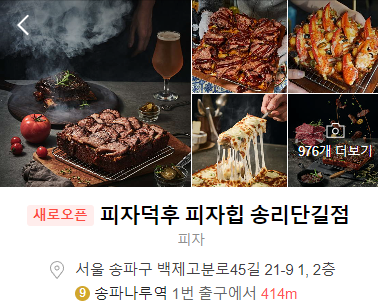 976개 더보기
새로오픈 피자덕후 피자힙 송리단길점
피자
서울 송파구 백제고분로45길 21-9 1, 2층
9 송파나루역 1번 출구에서 414m